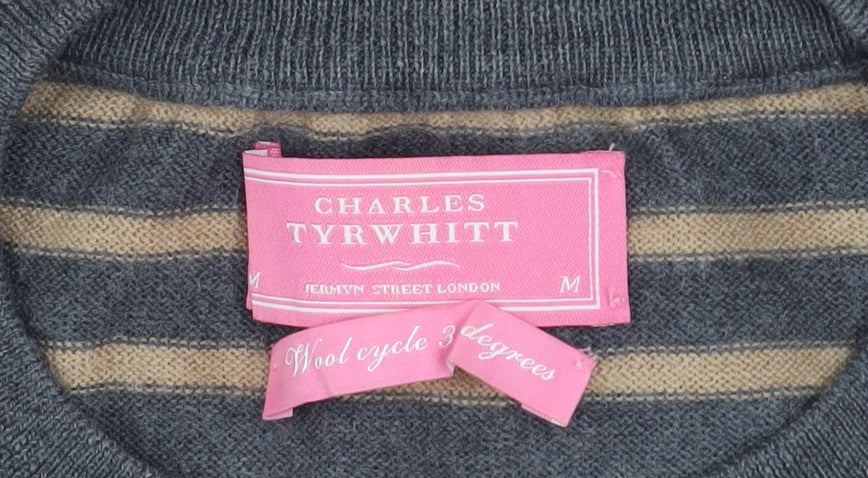 CHARLES
TYRWHITT
JERMYN STREET LONDON
M
M
Wool cycle 3
degrees